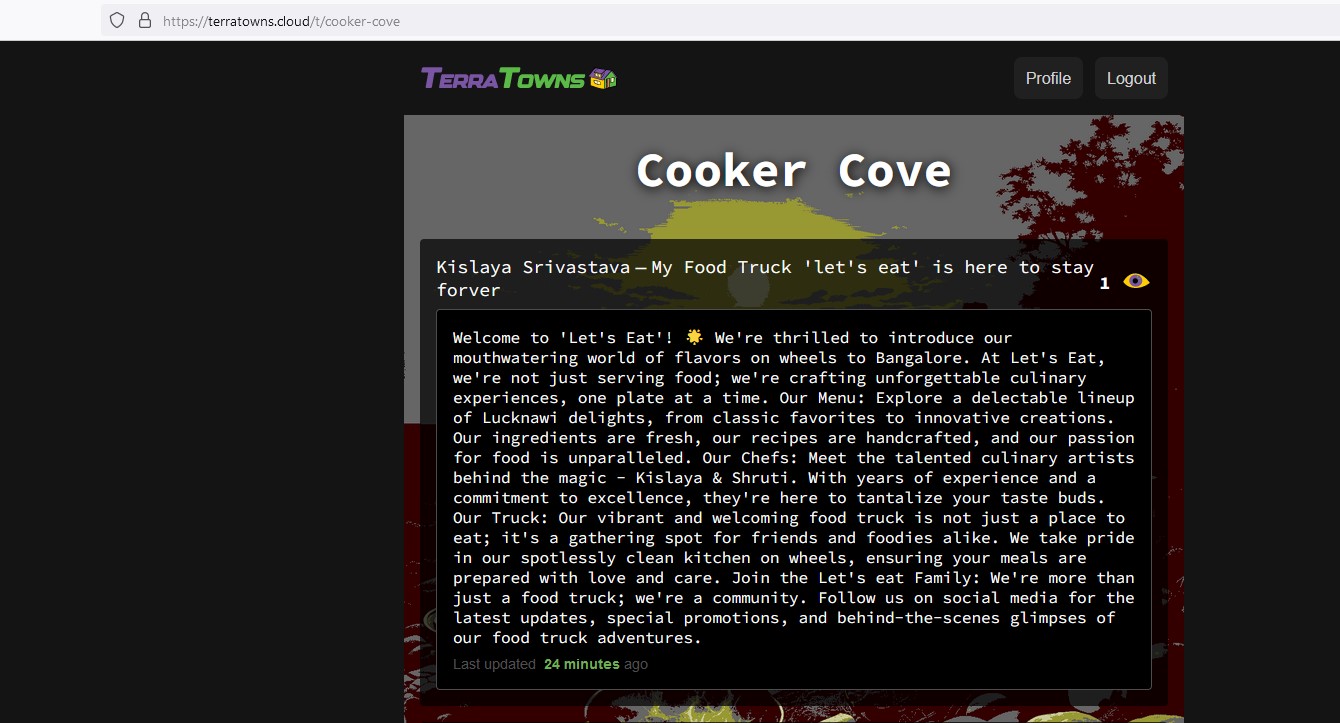 https://terratowns.cloud/t/cooker-cove
TERRATOWNS
Profile
Logout
Cooker Cove
Kislaya Srivastava—My Food Truck 'let's eat' is here to stay
forver
1
Welcome to 'Let's Eat'! 🌟 We're thrilled to introduce our
mouthwatering world of flavors on wheels to Bangalore. At Let's Eat,
we're not just serving food; we're crafting unforgettable culinary
experiences, one plate at a time. Our Menu: Explore a delectable lineup
of Lucknawi delights, from classic favorites to innovative creations.
Our ingredients are fresh, our recipes are handcrafted, and our passion
for food is unparalleled. Our Chefs: Meet the talented culinary artists
behind the magic - Kislaya & Shruti. With years of experience and a
commitment to excellence, they're here to tantalize your taste buds.
Our Truck: Our vibrant and welcoming food truck is not just a place to
eat; it's a gathering spot for friends and foodies alike. We take pride
in our spotlessly clean kitchen on wheels, ensuring your meals are
prepared with love and care. Join the Let's eat Family: We're more than
just a food truck; we're a community. Follow us on social media for the
latest updates, special promotions, and behind-the-scenes glimpses of
our food truck adventures.
Last updated 24 minutes ago